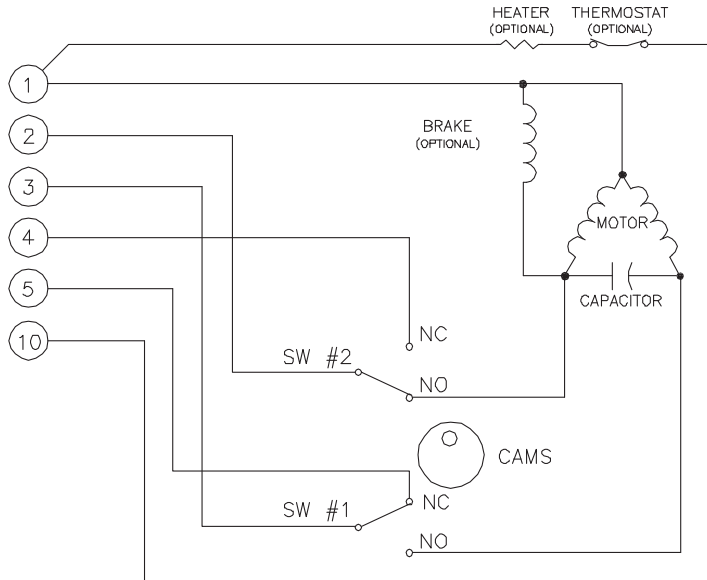 HEATER
(OPTIONAL)
THERMOSTAT
(OPTIONAL)
1
2
BRAKE
(OPTIONAL)
3
4
MOTOR
5
CAPACITOR
10
NC
SW #2
NO
CAMS
NC
SW #1
NO